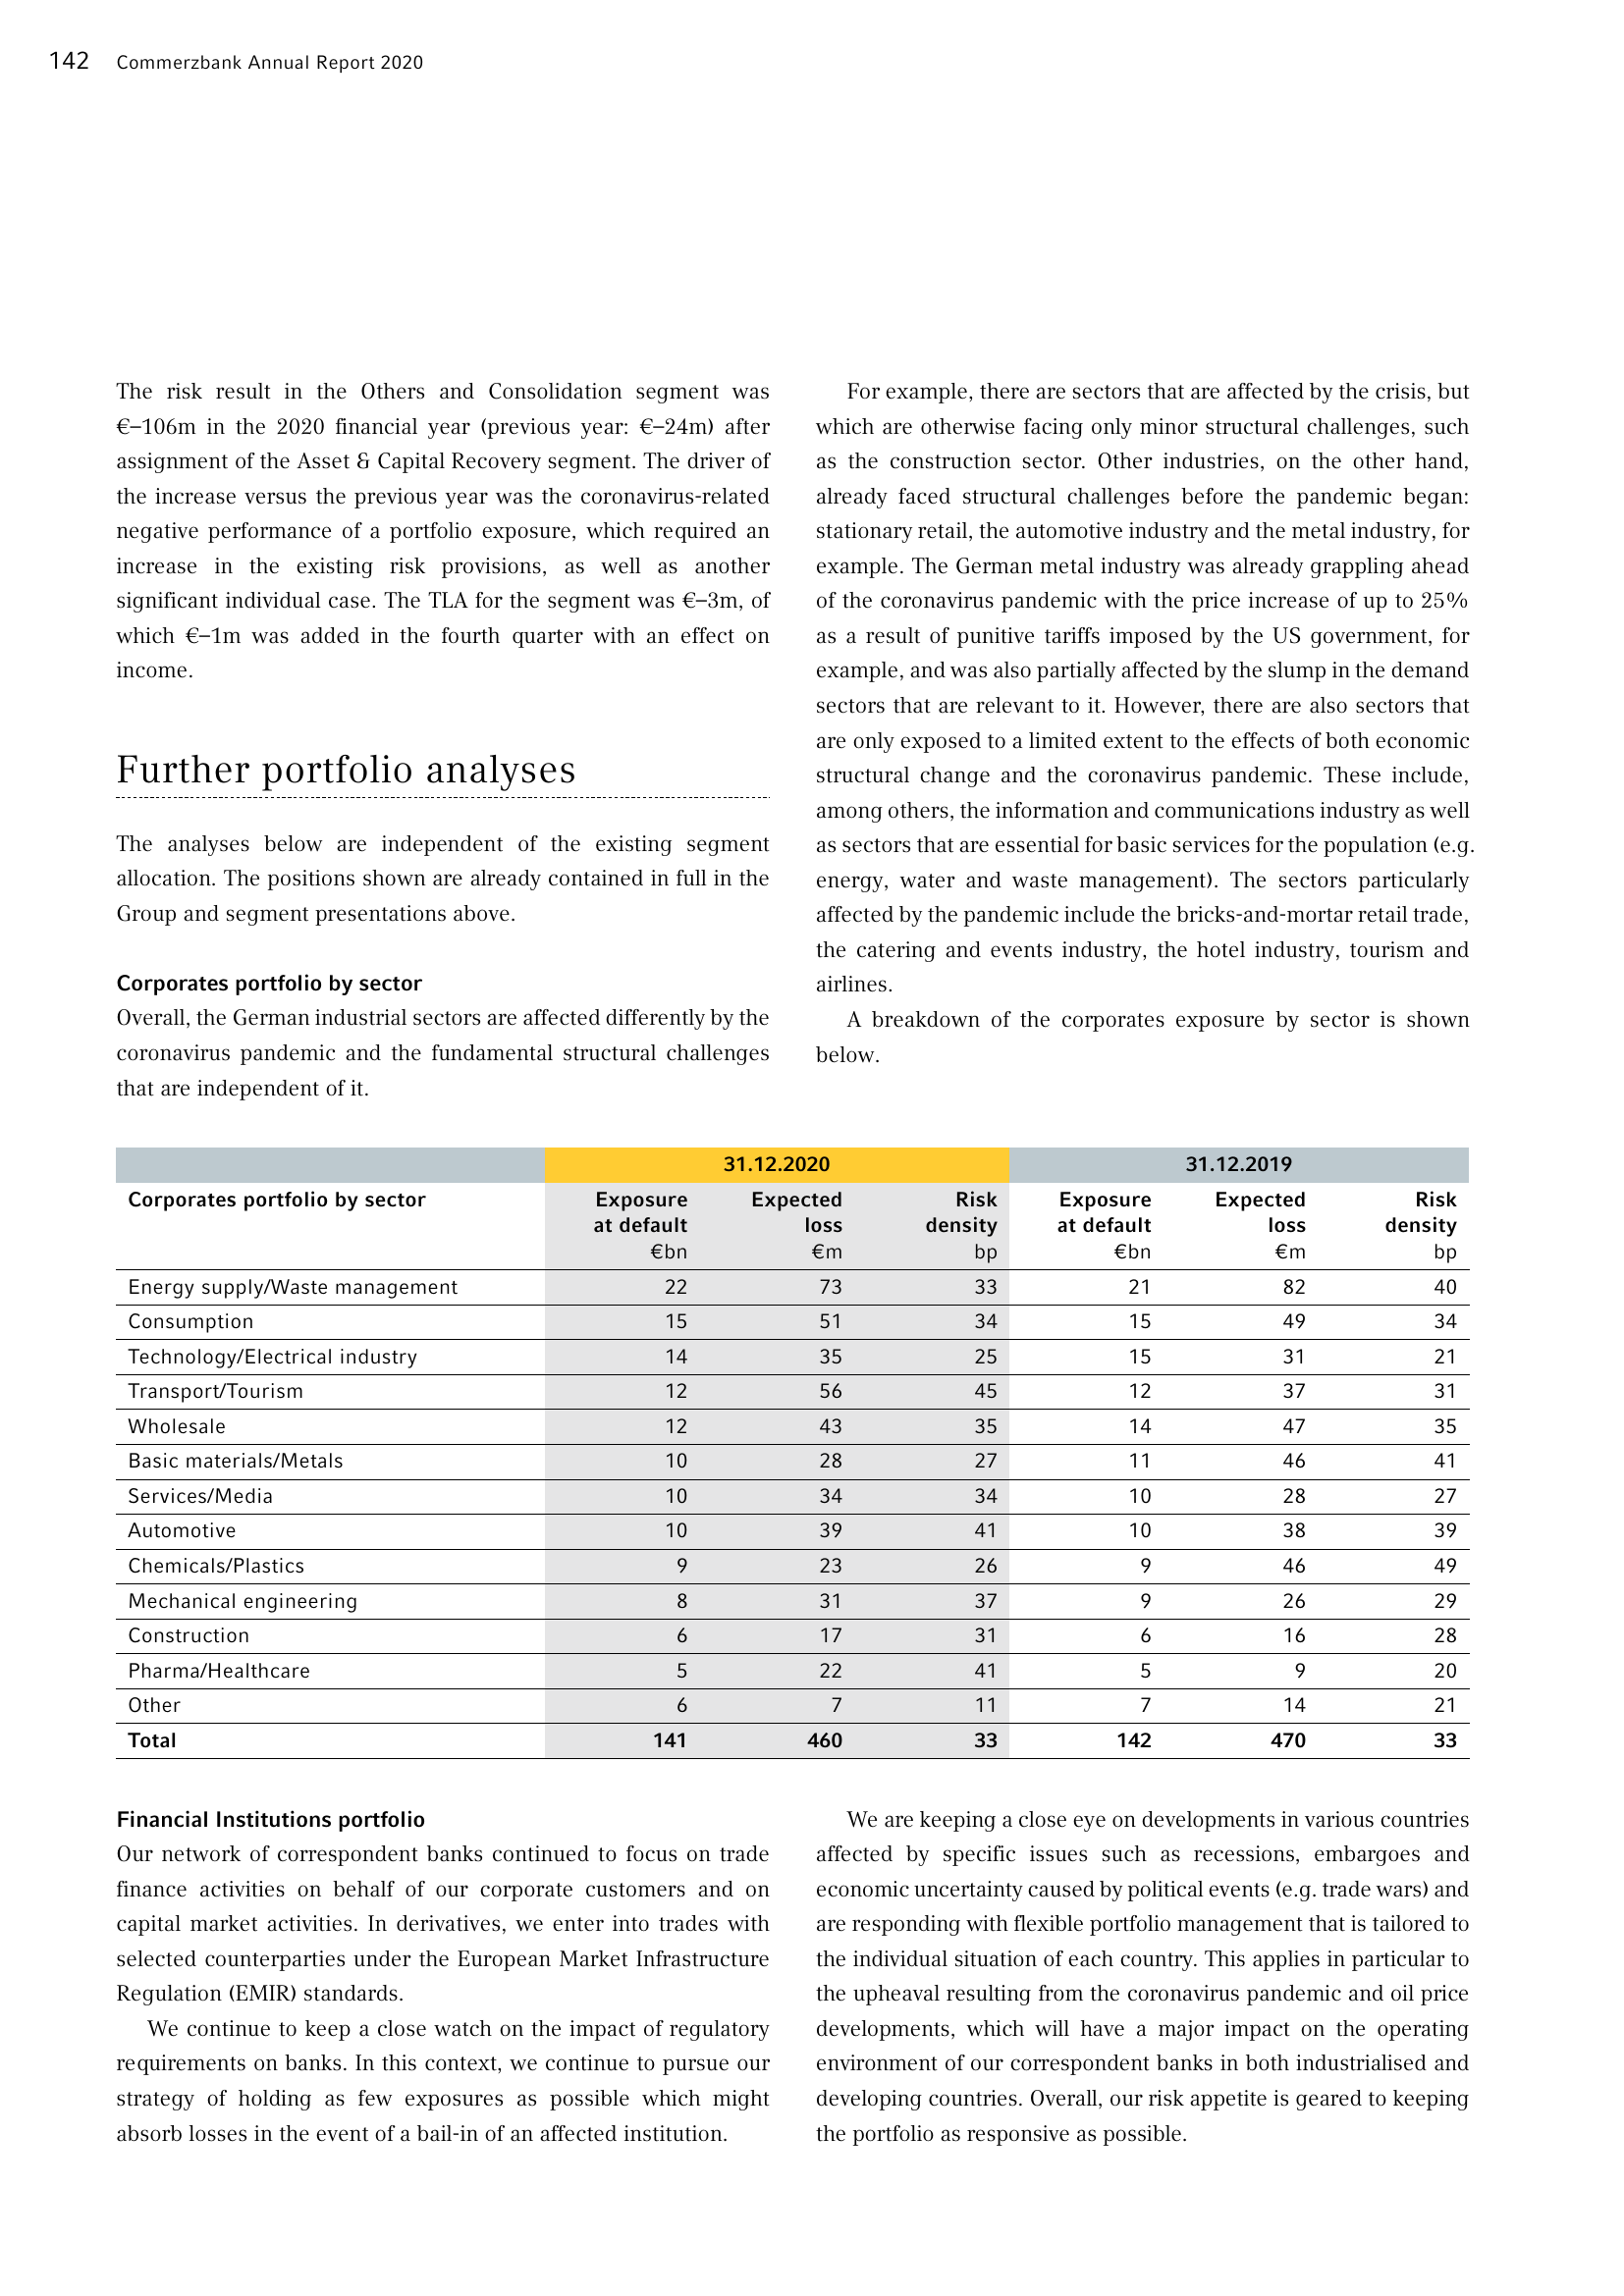 142 Commerzbank Annual Report 2020
The risk result in the Others and Consolidation segment was
€–106m in the 2020 financial year (previous year: €–24m) after
assignment of the Asset & Capital Recovery segment. The driver of
the increase versus the previous year was the coronavirus-related
negative performance of a portfolio exposure, which required an
increase in the existing risk provisions, as well as another
significant individual case. The TLA for the segment was €–3m, of
which €–1m was added in the fourth quarter with an effect on
income.
Further portfolio analyses
The analyses below are independent of the existing segment
allocation. The positions shown are already contained in full in the
Group and segment presentations above.
Corporates portfolio by sector
Overall, the German industrial sectors are affected differently by the
coronavirus pandemic and the fundamental structural challenges
that are independent of it.
For example, there are sectors that are affected by the crisis, but
which are otherwise facing only minor structural challenges, such
as the construction sector. Other industries, on the other hand,
already faced structural challenges before the pandemic began:
stationary retail, the automotive industry and the metal industry, for
example. The German metal industry was already grappling ahead
of the coronavirus pandemic with the price increase of up to 25%
as a result of punitive tariffs imposed by the US government, for
example, and was also partially affected by the slump in the demand
sectors that are relevant to it. However, there are also sectors that
are only exposed to a limited extent to the effects of both economic
structural change and the coronavirus pandemic. These include,
among others, the information and communications industry as well
as sectors that are essential for basic services for the population (e.g.
energy, water and waste management). The sectors particularly
affected by the pandemic include the bricks-and-mortar retail trade,
the catering and events industry, the hotel industry, tourism and
airlines.
A breakdown of the corporates exposure by sector is shown
below.
31.12.2020 31.12.2019
Corporates portfolio by sector Exposure Expected Risk Exposure Expected Risk
at default loss density at default loss density
€bn €m bp €bn €m bp
Energy supply/Waste management 22 73 33 21 82 40
Consumption 15 51 34 15 49 34
Technology/Electrical industry 14 35 25 15 31 21
Transport/Tourism 12 56 45 12 37 31
Wholesale 12 43 35 14 47 35
Basic materials/Metals 10 28 27 11 46 41
Services/Media 10 34 34 10 28 27
Automotive 10 39 41 10 38 39
Chemicals/Plastics 9 23 26 9 46 49
Mechanical engineering 8 31 37 9 26 29
Construction 6 17 31 6 16 28
Pharma/Healthcare 5 22 41 5 9 20
Other 6 7 11 7 14 21
Total 141 460 33 142 470 33
Financial Institutions portfolio
Our network of correspondent banks continued to focus on trade
finance activities on behalf of our corporate customers and on
capital market activities. In derivatives, we enter into trades with
selected counterparties under the European Market Infrastructure
Regulation (EMIR) standards.
We continue to keep a close watch on the impact of regulatory
requirements on banks. In this context, we continue to pursue our
strategy of holding as few exposures as possible which might
absorb losses in the event of a bail-in of an affected institution.
We are keeping a close eye on developments in various countries
affected by specific issues such as recessions, embargoes and
economic uncertainty caused by political events (e.g. trade wars) and
are responding with flexible portfolio management that is tailored to
the individual situation of each country. This applies in particular to
the upheaval resulting from the coronavirus pandemic and oil price
developments, which will have a major impact on the operating
environment of our correspondent banks in both industrialised and
developing countries. Overall, our risk appetite is geared to keeping
the portfolio as responsive as possible.